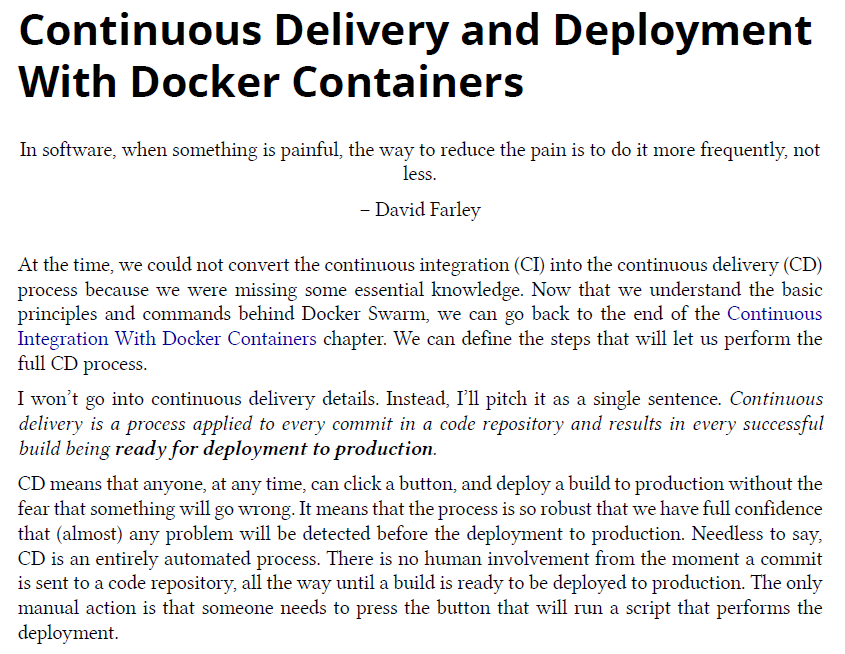 Continuous Delivery and Deployment
With Docker Containers
In software, when something is painful, the way to reduce the pain is to do it more frequently, not
less.
– David Farley
At the time, we could not convert the continuous integration (CI) into the continuous delivery (CD)
process because we were missing some essential knowledge. Now that we understand the basic
principles and commands behind Docker Swarm, we can go back to the end of the Continuous
Integration With Docker Containers chapter. We can define the steps that will let us perform the
full CD process.
I won’t go into continuous delivery details. Instead, I’ll pitch it as a single sentence. Continuous
delivery is a process applied to every commit in a code repository and results in every successful
build being ready for deployment to production.
CD means that anyone, at any time, can click a button, and deploy a build to production without the
fear that something will go wrong. It means that the process is so robust that we have full confidence
that (almost) any problem will be detected before the deployment to production. Needless to say,
CD is an entirely automated process. There is no human involvement from the moment a commit
is sent to a code repository, all the way until a build is ready to be deployed to production. The only
manual action is that someone needs to press the button that will run a script that performs the
deployment.